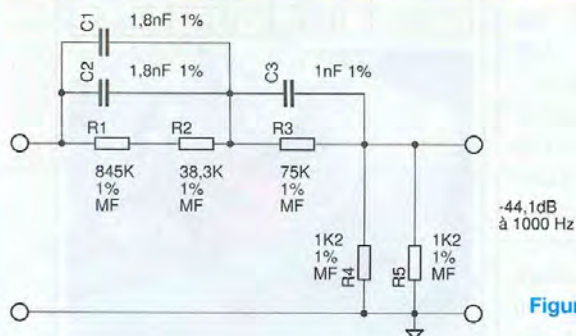 C1
1,8nF 1%
C2
1,8nF 1%
C3
1nF 1%
R1
845K
1%
MF
R2
38,3K
1%
MF
R3
75K
1%
MF
1K2
1%
MF
R4
1K2
1%
MF
R5
-44,1dB
à 1000 Hz
Figur